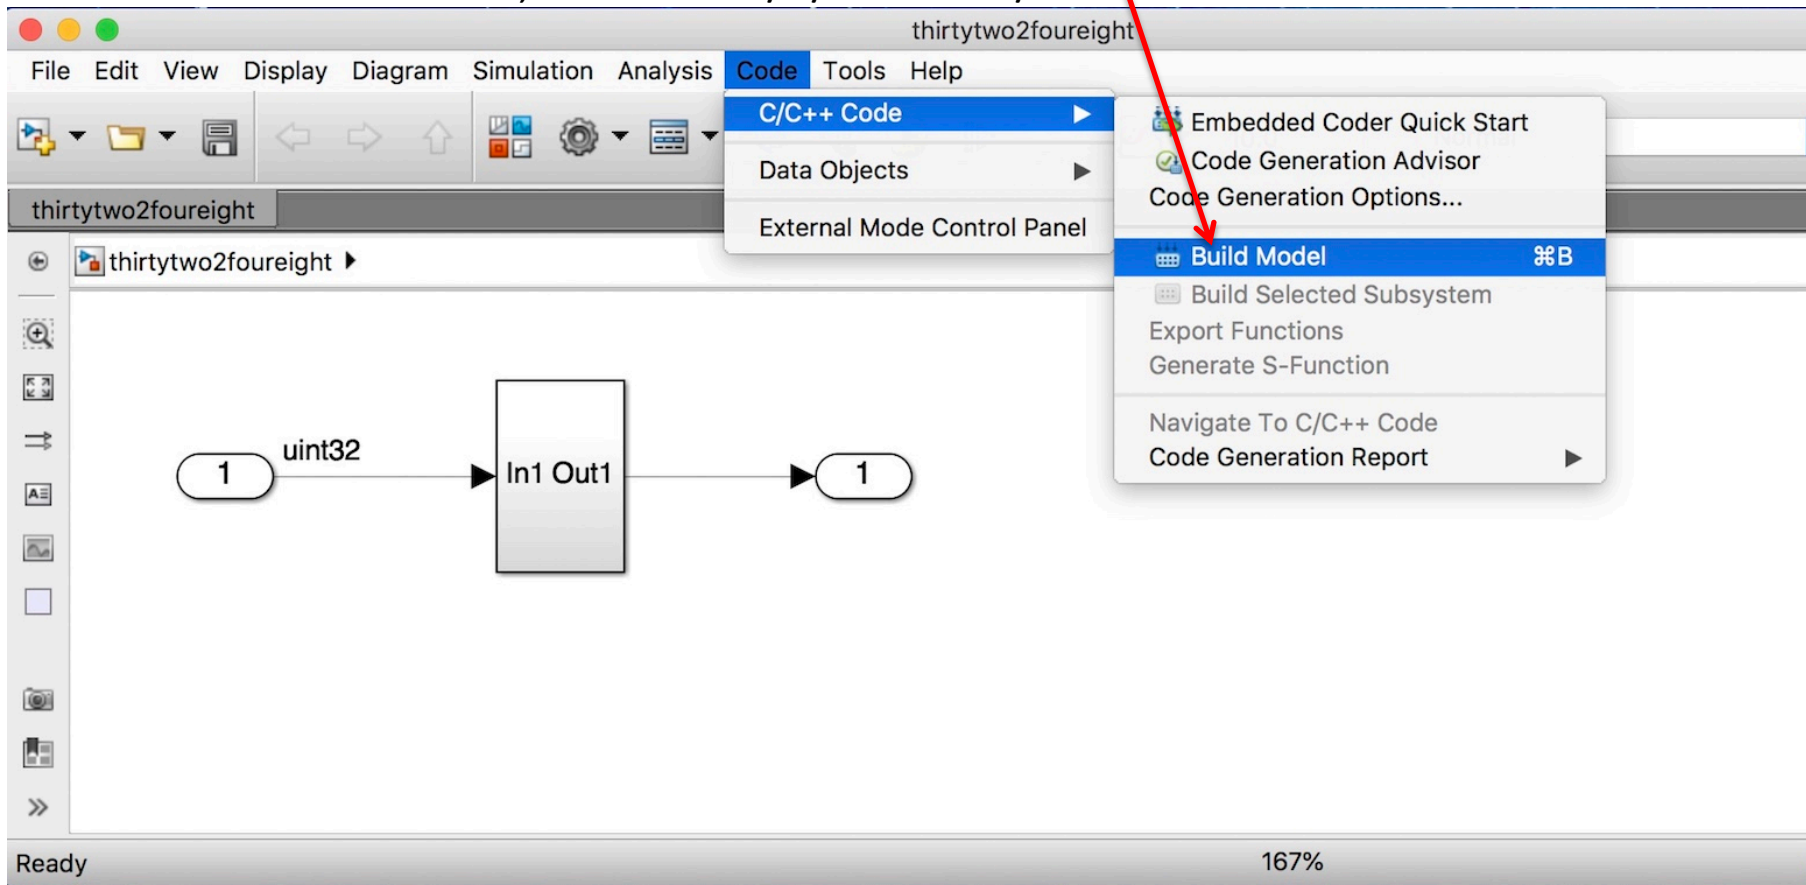 thirtytwo2foureight
File Edit View Display Diagram Simulation Analysis Code Tools Help
C/C++ Code
Data Objects
External Mode Control Panel
Embedded Coder Quick Start
Code Generation Advisor
Code Generation Options...
Build Model ⌘B
Build Selected Subsystem
Export Functions
Generate S-Function
Navigate To C/C++ Code
Code Generation Report
thirtytwo2foureight
thirtytwo2foureight
1
uint32
In1 Out1
1
Ready 167%